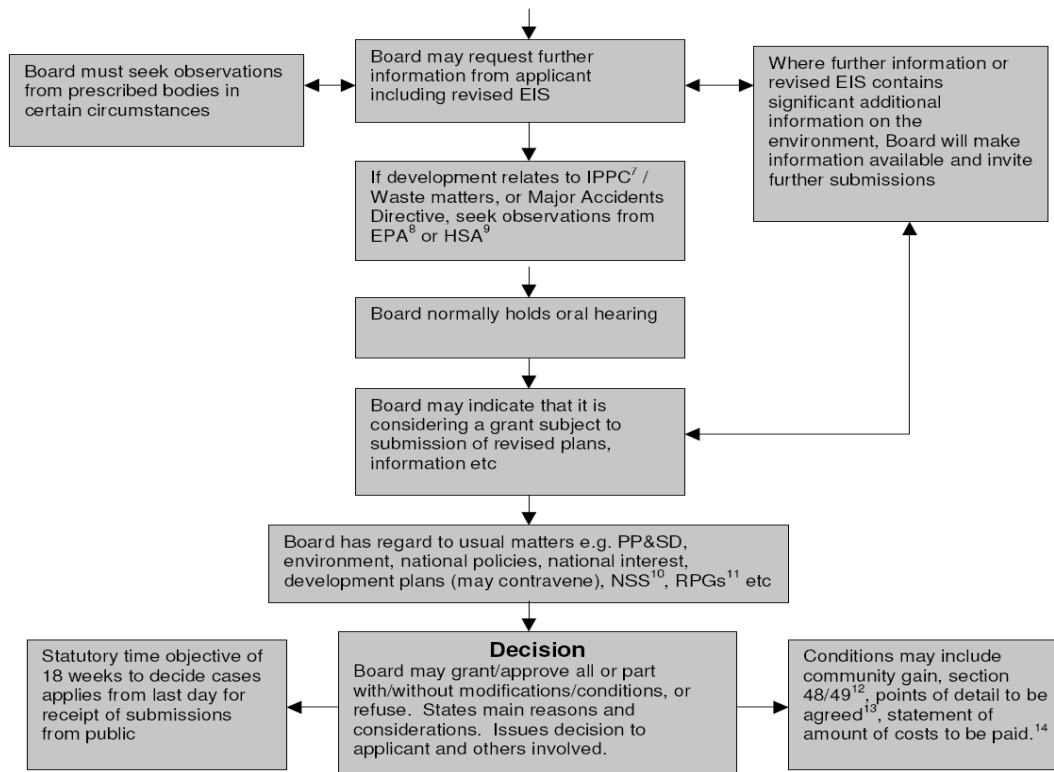 Board may request further
information from applicant
including revised EIS
Board must seek observations
from prescribed bodies in
certain circumstances
Where further information or
revised EIS contains
significant additional
information on the
environment, Board will make
information available and invite
further submissions
If development relates to IPPC⁷ /
Waste matters, or Major Accidents
Directive, seek observations from
EPA⁸ or HSA⁹
Board normally holds oral hearing
Board may indicate that it is
considering a grant subject to
submission of revised plans,
information etc
Board has regard to usual matters e.g. PP&SD,
environment, national policies, national interest,
development plans (may contravene), NSS¹⁰, RPGs¹¹ etc
Statutory time objective of
18 weeks to decide cases
applies from last day for
receipt of submissions
from public
Decision
Board may grant/approve all or part
with/without modifications/conditions, or
refuse. States main reasons and
considerations. Issues decision to
applicant and others involved.
Conditions may include
community gain, section
48/49¹², points of detail to be
agreed¹³, statement of
amount of costs to be paid.¹⁴